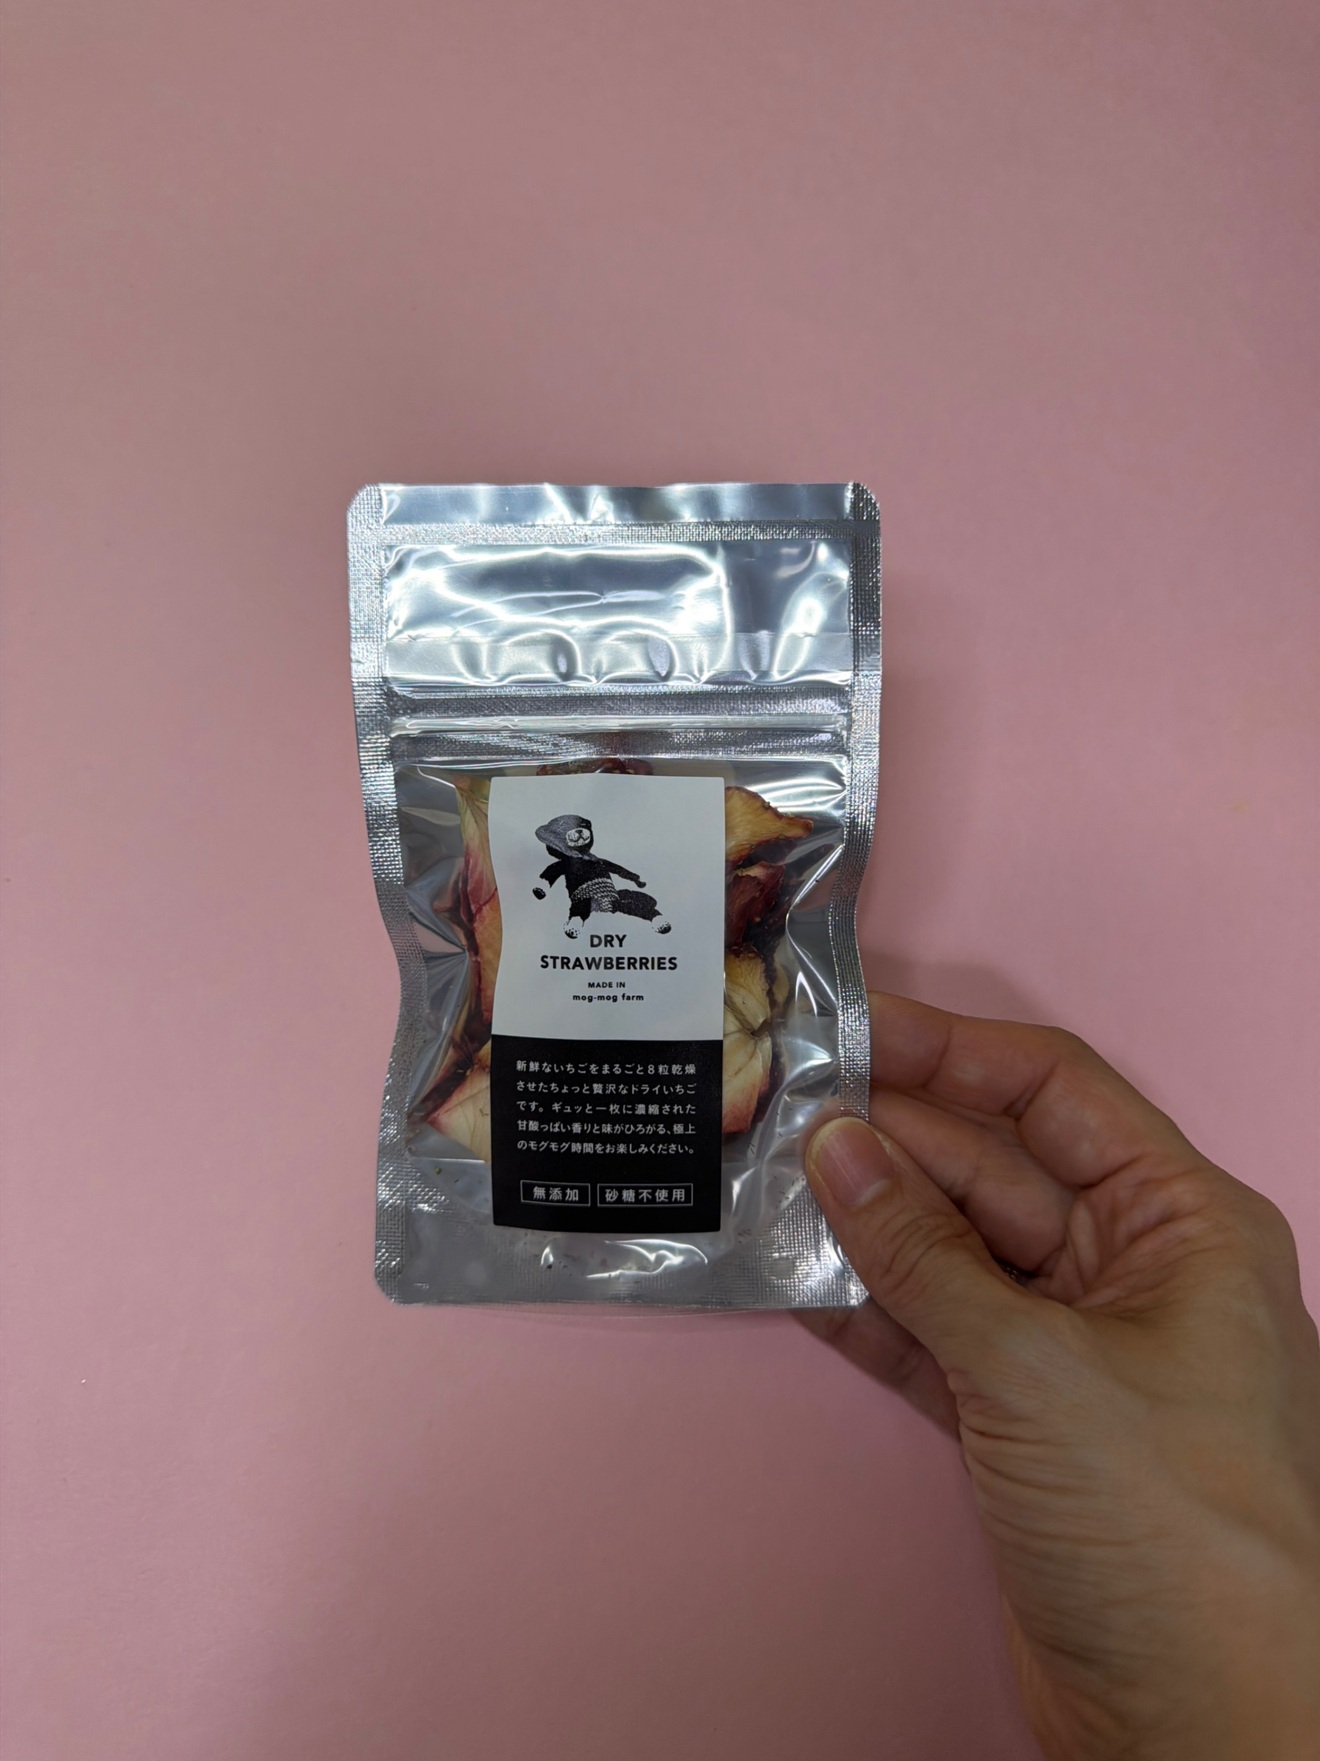 DRY
STRAWBERRIES
MADE IN
mog-mog farm
新鮮ないちごをまるごと8粒乾燥
させたちょっと贅沢なドライいちご
です。ギュッと一枚に濃縮された
甘酸っぱい香りと味がひろがる、極上
のモグモグ時間をお楽しみください。
無添加 砂糖不使用